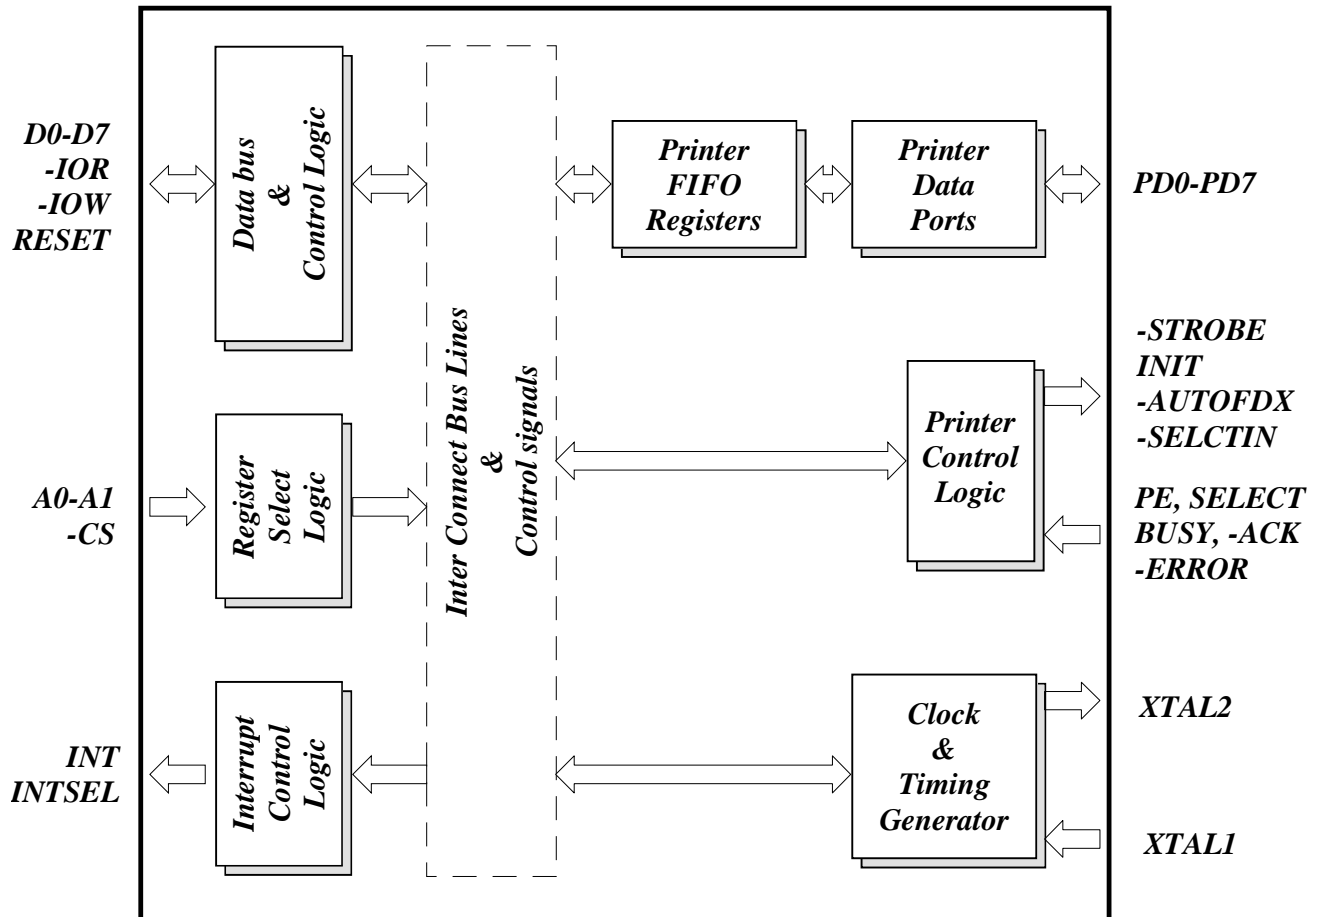 D0-D7
-IOR
-IOW
RESET
A0-A1
-CS
INT
INTSEL
Data bus
&
Control Logic
Register
Select
Logic
Interrupt
Control
Logic
Inter Connect Bus Lines
&
Control signals
Printer
FIFO
Registers
Printer
Data
Ports
Printer
Control
Logic
Clock
&
Timing
Generator
PD0-PD7
-STROBE
INIT
-AUTOFDX
-SELCTIN
PE, SELECT
BUSY, -ACK
-ERROR
XTAL2
XTAL1